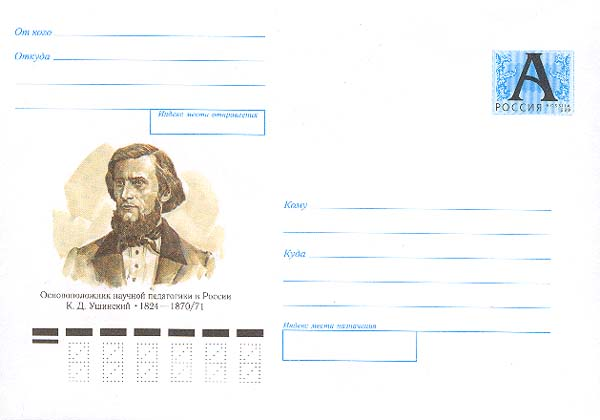 От кого
Откуда
Индекс места отправления
А
РОССИЯ ROSSIJA
Основоположник научной педагогики в России
К. Д. Ушинский • 1824—1870/71
Кому
Куда
Индекс места назначения